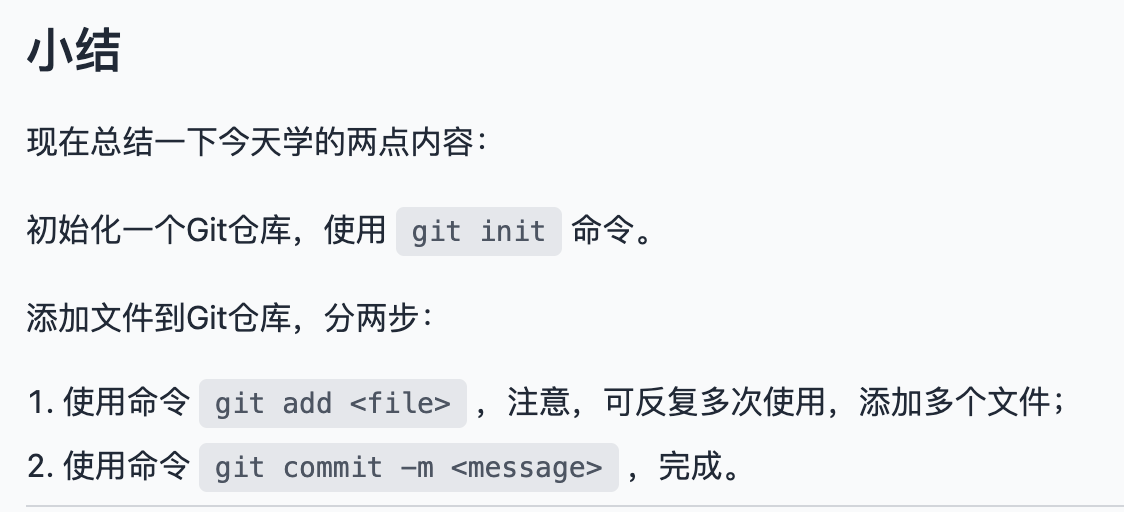 小结
现在总结一下今天学的两点内容：
初始化一个Git仓库，使用 git init 命令。
添加文件到Git仓库，分两步：
1. 使用命令 git add <file> ，注意，可反复多次使用，添加多个文件；
2. 使用命令 git commit -m <message> ，完成。